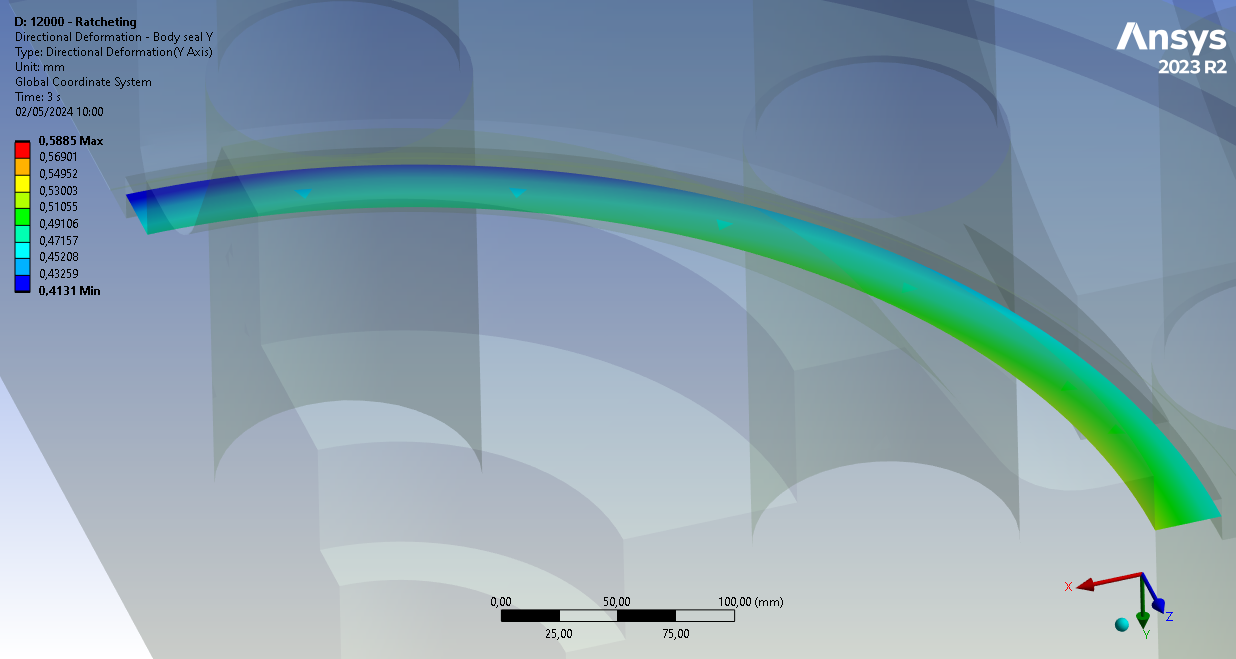 D: 12000 - Ratcheting
Directional Deformation - Body seal Y
Type: Directional Deformation(Y Axis)
Unit: mm
Global Coordinate System
Time: 3 s
02/05/2024 10:00
Ansys
2023 R2
0,5885 Max
0,56901
0,54952
0,53003
0,51055
0,49106
0,47157
0,45208
0,43259
0,4131 Min
0,00 50,00 100,00 (mm)
25,00 75,00
X
Z
Y